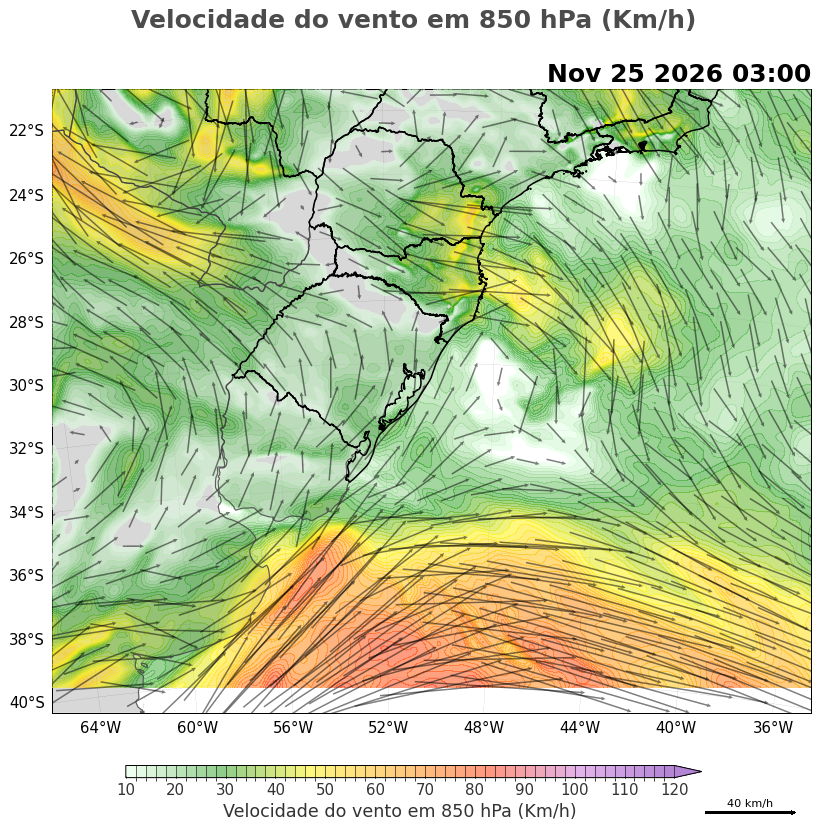 Velocidade do vento em 850 hPa (Km/h)
Nov 25 2026 03:00
22°S
24°S
26°S
28°S
30°S
32°S
34°S
36°S
38°S
40°S
64°W 60°W 56°W 52°W 48°W 44°W 40°W 36°W
10 20 30 40 50 60 70 80 90 100 110 120
Velocidade do vento em 850 hPa (Km/h)
40 km/h